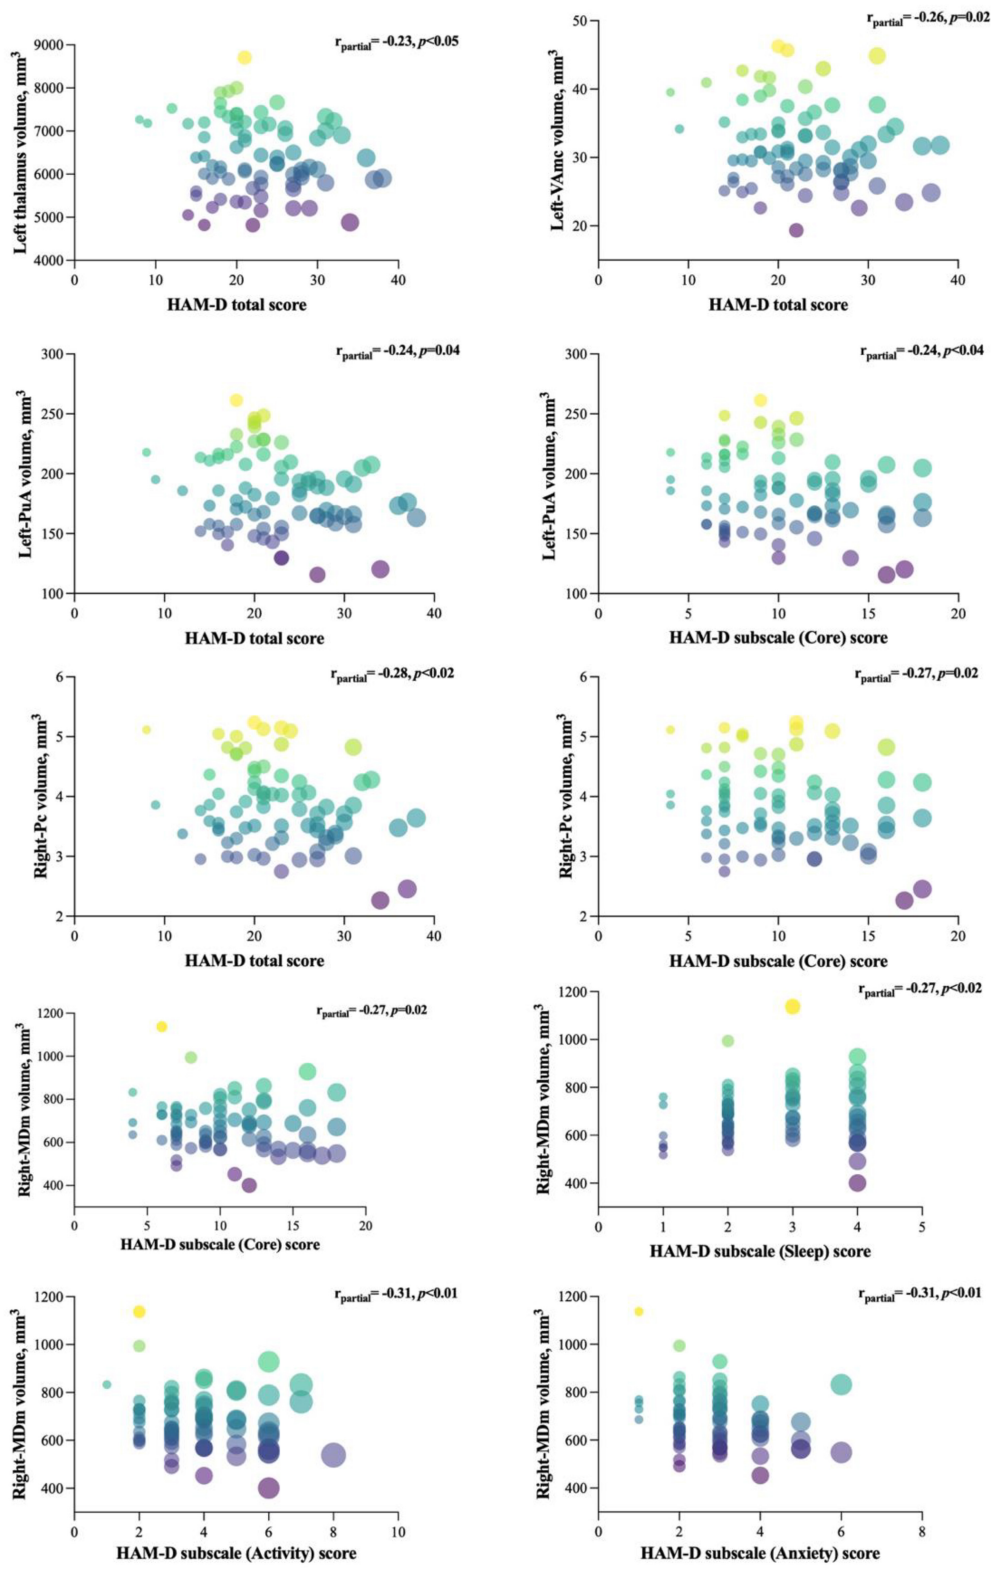 r partial= -0.23, p<0.05
Left thalamus volume, mm3
9000
8000
7000
6000
5000
4000
0 10 20 30 40
HAM-D total score
r partial= -0.26, p=0.02
Left-VAmc volume, mm3
50
40
30
20
0 10 20 30 40
HAM-D total score
r partial= -0.24, p=0.04
Left-PuA volume, mm3
300
250
200
150
100
0 10 20 30 40
HAM-D total score
r partial= -0.24, p<0.04
Left-PuA volume, mm3
300
250
200
150
100
0 5 10 15 20
HAM-D subscale (Core) score
r partial= -0.28, p<0.02
Right-Pc volume, mm3
6
5
4
3
2
0 10 20 30 40
HAM-D total score
r partial= -0.27, p=0.02
Right-Pc volume, mm3
6
5
4
3
2
0 5 10 15 20
HAM-D subscale (Core) score
r partial= -0.27, p=0.02
Right-MDm volume, mm3
1200
1000
800
600
400
0 5 10 15 20
HAM-D subscale (Core) score
r partial= -0.27, p<0.02
Right-MDm volume, mm3
1200
1000
800
600
400
0 1 2 3 4 5
HAM-D subscale (Sleep) score
r partial= -0.31, p<0.01
Right-MDm volume, mm3
1200
1000
800
600
400
0 2 4 6 8 10
HAM-D subscale (Activity) score
r partial= -0.31, p<0.01
Right-MDm volume, mm3
1200
1000
800
600
400
0 2 4 6 8
HAM-D subscale (Anxiety) score